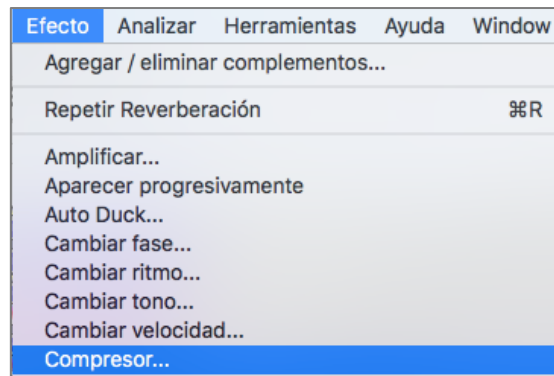 Efecto Analizar Herramientas Ayuda Window
Agregar / eliminar complementos...
Repetir Reverberación ⌘R
Amplificar...
Aparecer progresivamente
Auto Duck...
Cambiar fase...
Cambiar ritmo...
Cambiar tono...
Cambiar velocidad...
Compresor...